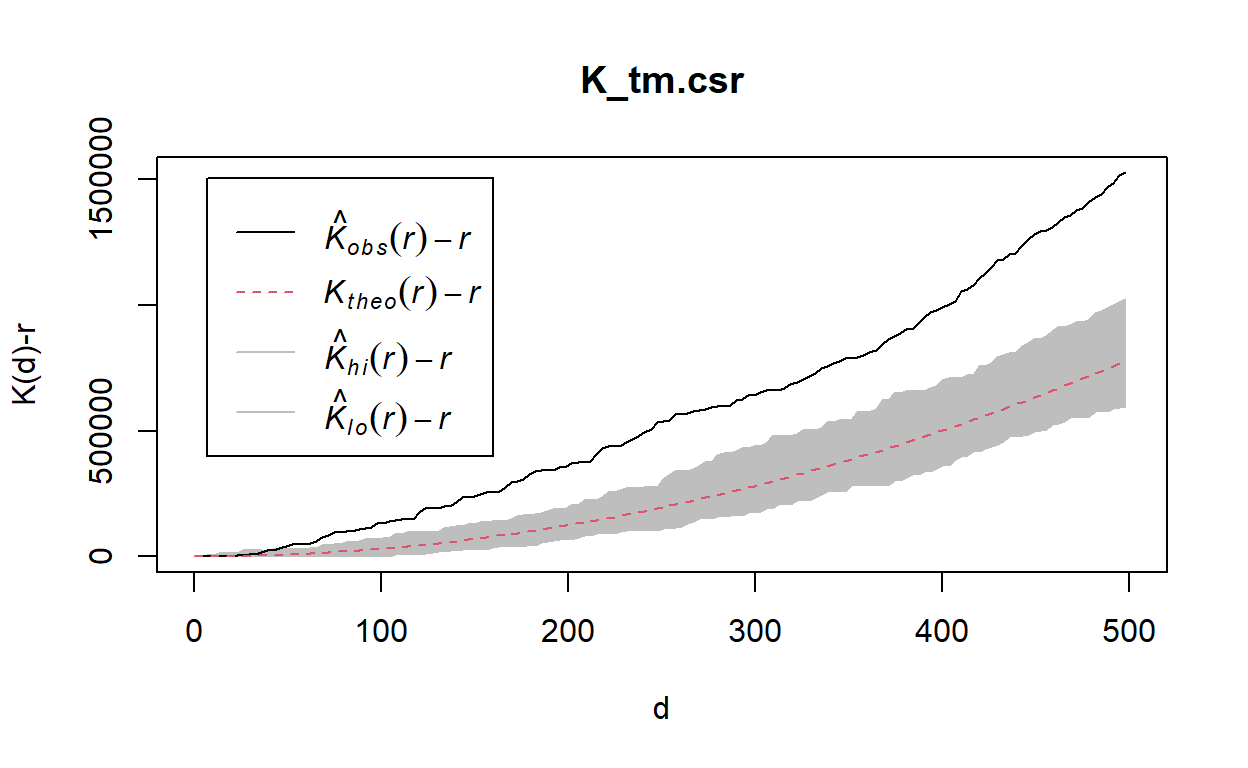 K_tm.csr
K(d)-r
1500000
500000
0
K̂obs(r) − r
Ktheo(r) − r
K̂hi(r) − r
K̂lo(r) − r
0 100 200 300 400 500
d